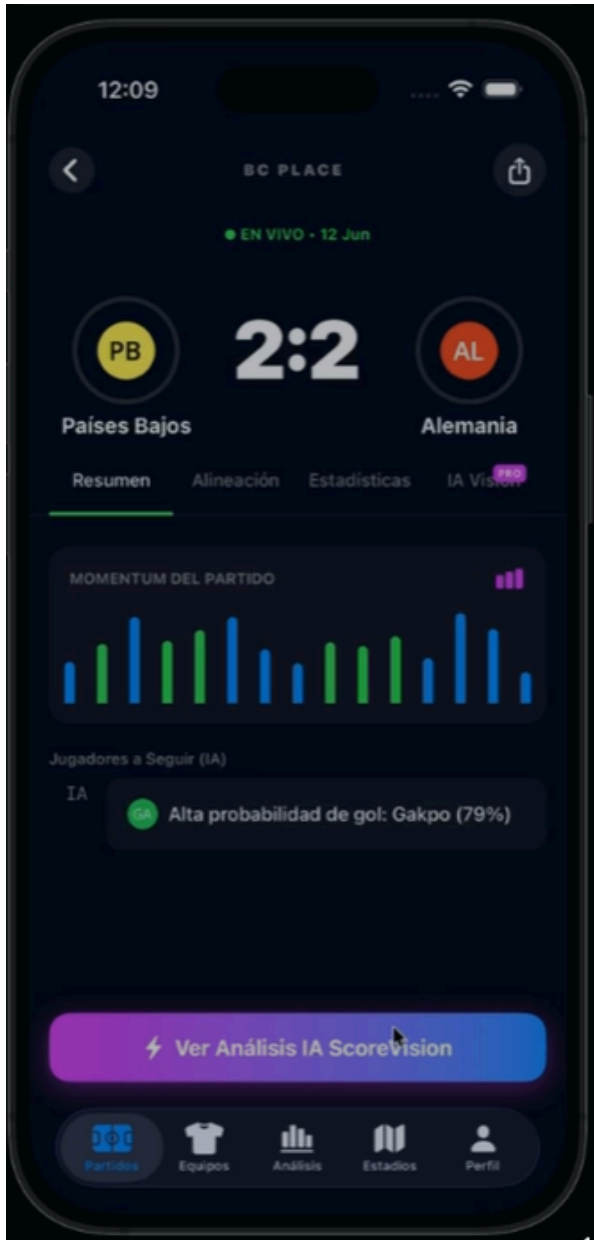 12:09
BC PLACE
EN VIVO • 12 Jun
PB
2:2
AL
Países Bajos
Alemania
Resumen
Alineación
Estadísticas
IA Vision
PRO
MOMENTUM DEL PARTIDO
Jugadores a Seguir (IA)
IA
GA
Alta probabilidad de gol: Gakpo (79%)
Ver Análisis IA ScoreVision
Partidos
Equipos
Análisis
Estadios
Perfil